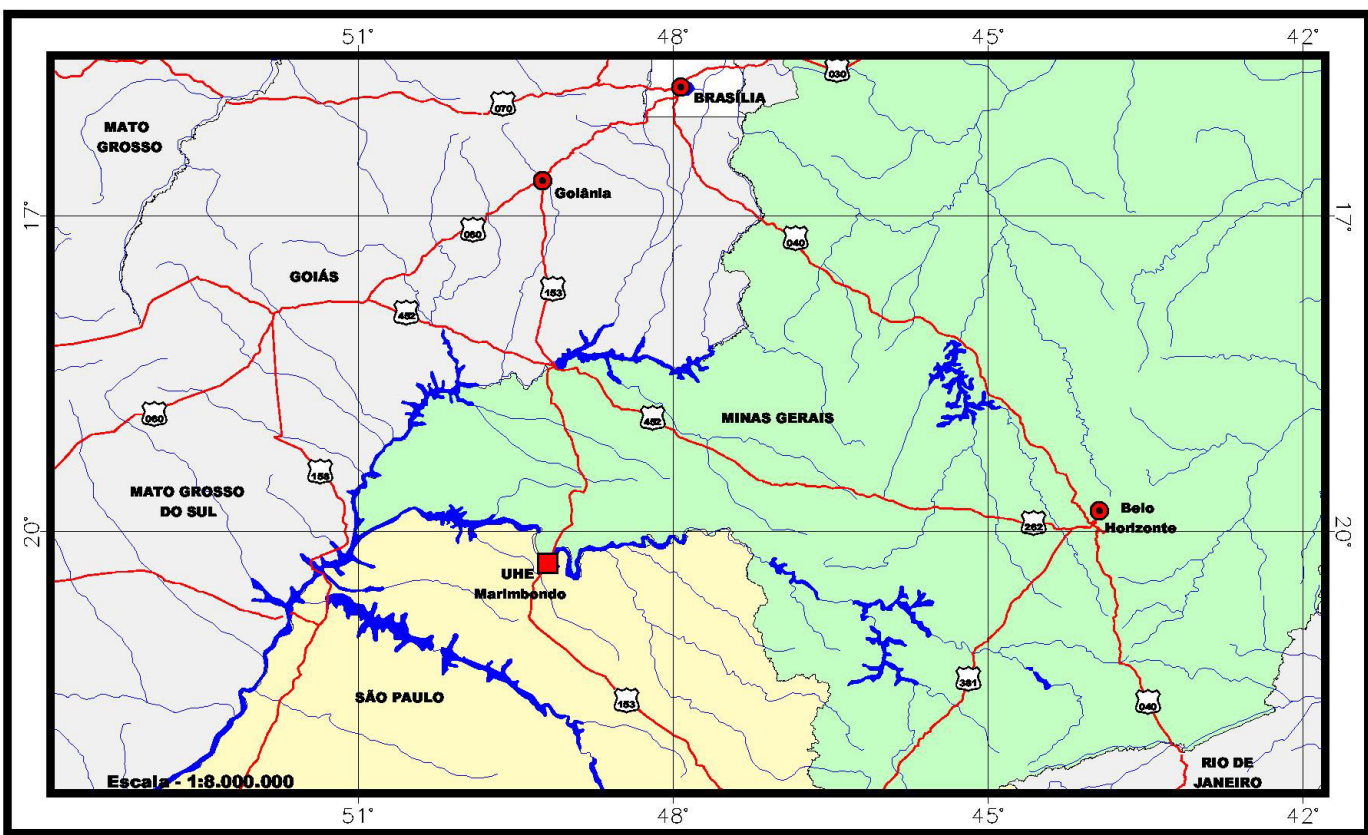 51°
48°
45°
42°
030
BRASÍLIA
070
MATO
GROSSO
Goiânia
17°
17°
060
040
GOIÁS
153
452
060
452
MINAS GERAIS
158
MATO GROSSO
DO SUL
Belo
Horizonte
262
20°
20°
UHE
Marimbondo
SÃO PAULO
153
381
040
RIO DE
JANEIRO
Escala - 1:8.000.000
51°
48°
45°
42°